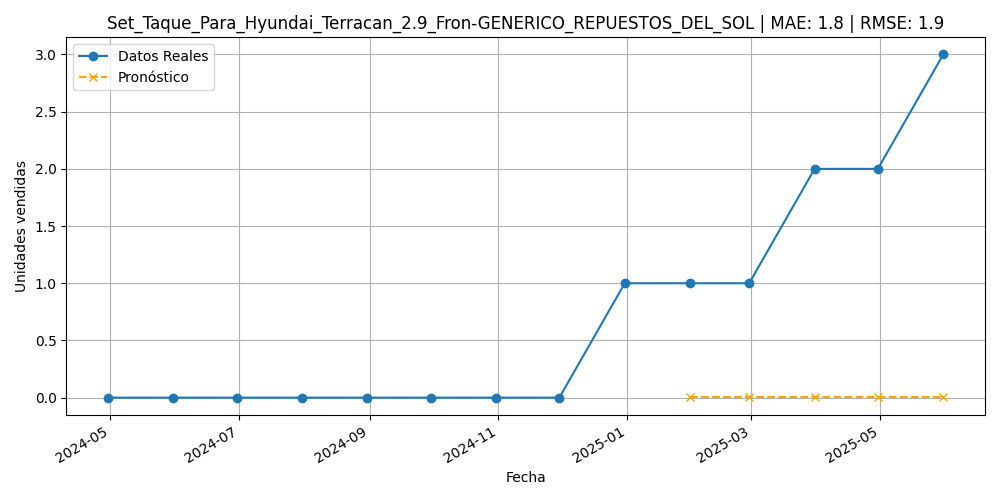 Set_Taque_Para_Hyundai_Terracan_2.9_Fron-GENERICO_REPUESTOS_DEL_SOL | MAE: 1.8 | RMSE: 1.9
Datos Reales
Pronóstico
Unidades vendidas
3.0
2.5
2.0
1.5
1.0
0.5
0.0
2024-05
2024-07
2024-09
2024-11
2025-01
2025-03
2025-05
Fecha